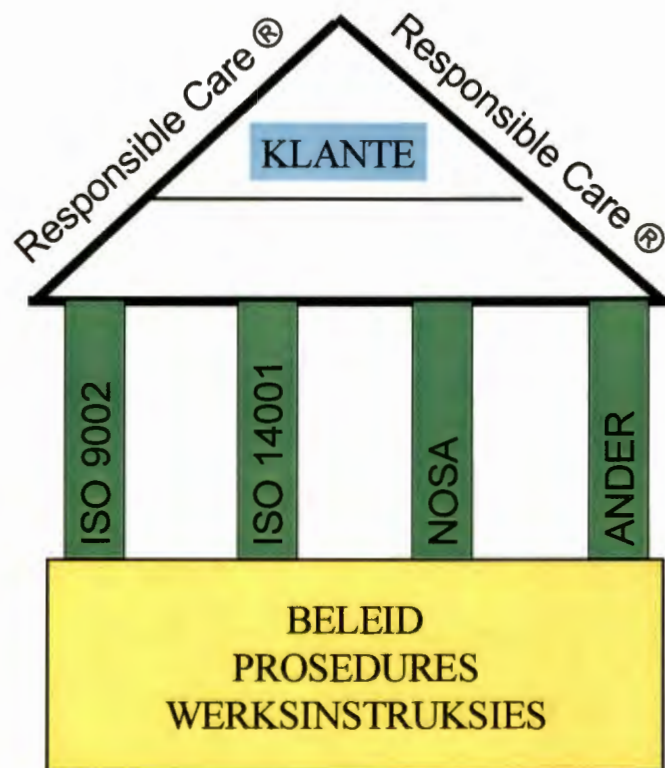 Responsible Care ®
Responsible Care ®
KLANTE
ISO 9002
ISO 14001
NOSA
ANDER
BELEID
PROSEDURES
WERKSINSTRUKSIES